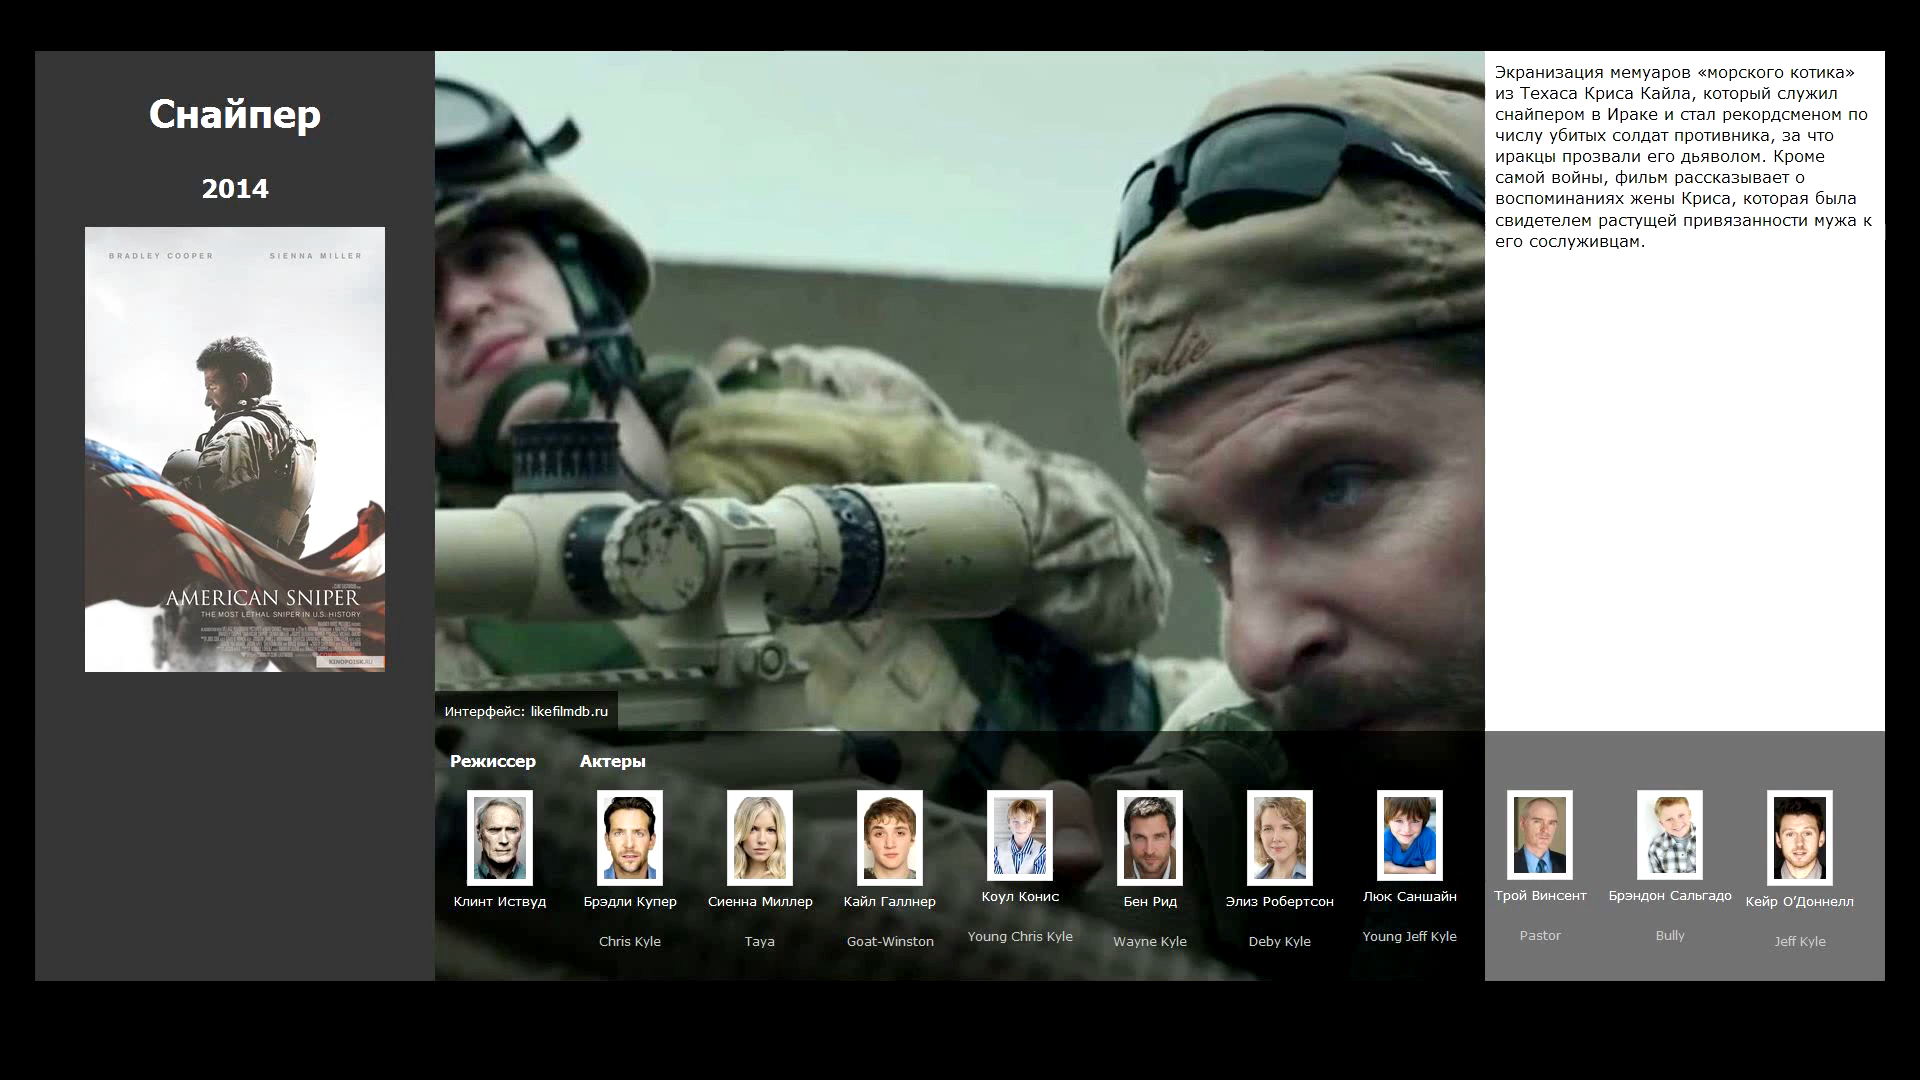 Снайпер
2014
BRADLEY COOPER SIENNA MILLER
AMERICAN SNIPER
THE MOST LETHAL SNIPER IN U.S. HISTORY
KINOPOISK.RU
Экранизация мемуаров «морского котика»
из Техаса Криса Кайла, который служил
снайпером в Ираке и стал рекордсменом по
числу убитых солдат противника, за что
иракцы прозвали его дьяволом. Кроме
самой войны, фильм рассказывает о
воспоминаниях жены Криса, которая была
свидетелем растущей привязанности мужа к
его сослуживцам.
Интерфейс: likefilmdb.ru
Режиссер Актеры
Клинт Иствуд Брэдли Купер Сиенна Миллер Кайл Галлнер Коул Конис Бен Рид Элиз Робертсон Люк Саншайн Трой Винсент Брэндон Сальгадо Кейр О’Доннелл
Chris Kyle Taya Goat-Winston Young Chris Kyle Wayne Kyle Deby Kyle Young Jeff Kyle Pastor Bully Jeff Kyle